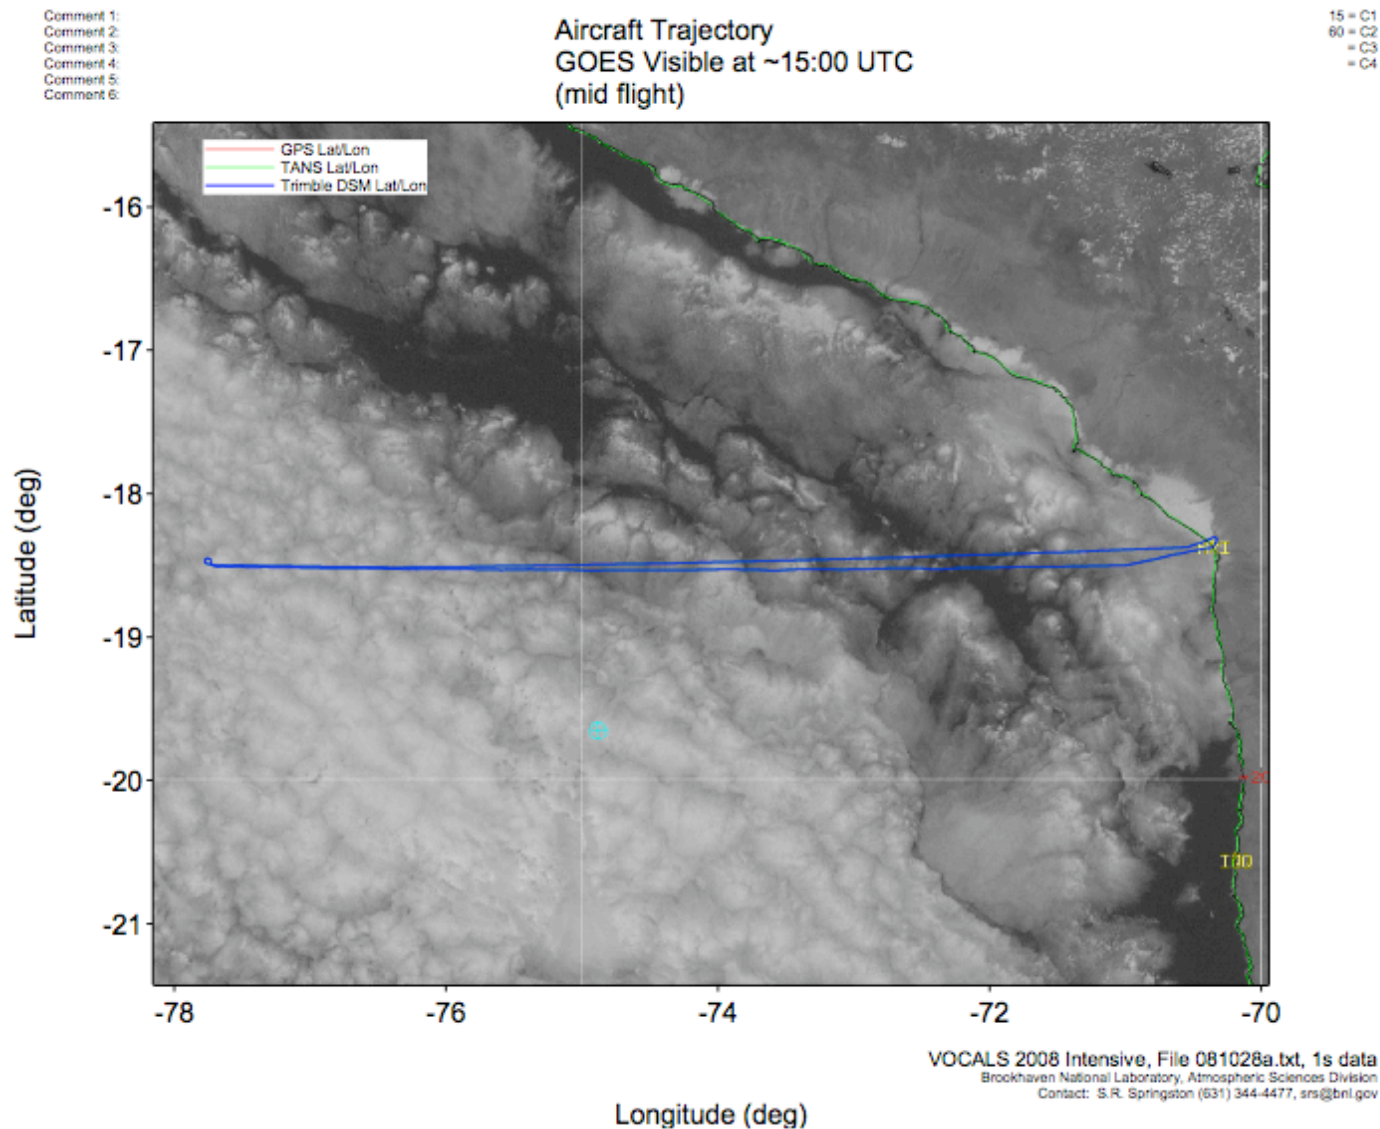 Comment 1:
Comment 2:
Comment 3:
Comment 4:
Comment 5:
Comment 6:
Aircraft Trajectory
GOES Visible at ~15:00 UTC
(mid flight)
15 = C1
60 = C2
= C3
= C4
GPS Lat/Lon
TANS Lat/Lon
Trimble DSM Lat/Lon
-16
-17
-18
-19
-20
-21
Latitude (deg)
20
-78
-76
-74
-72
-70
VOCALS 2008 Intensive, File 081028a.txt, 1s data
Brookhaven National Laboratory, Atmospheric Sciences Division
Contact: S.R. Springston (631) 344-4477, srs@bnl.gov
Longitude (deg)